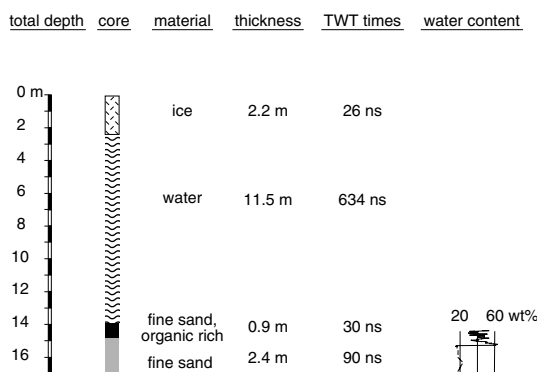 total depth core material thickness TWT times water content
0 m
ice 2.2 m 26 ns
2
4
6
water 11.5 m 634 ns
8
10
12
14 fine sand, organic rich 0.9 m 30 ns 20 60 wt%
16 fine sand 2.4 m 90 ns